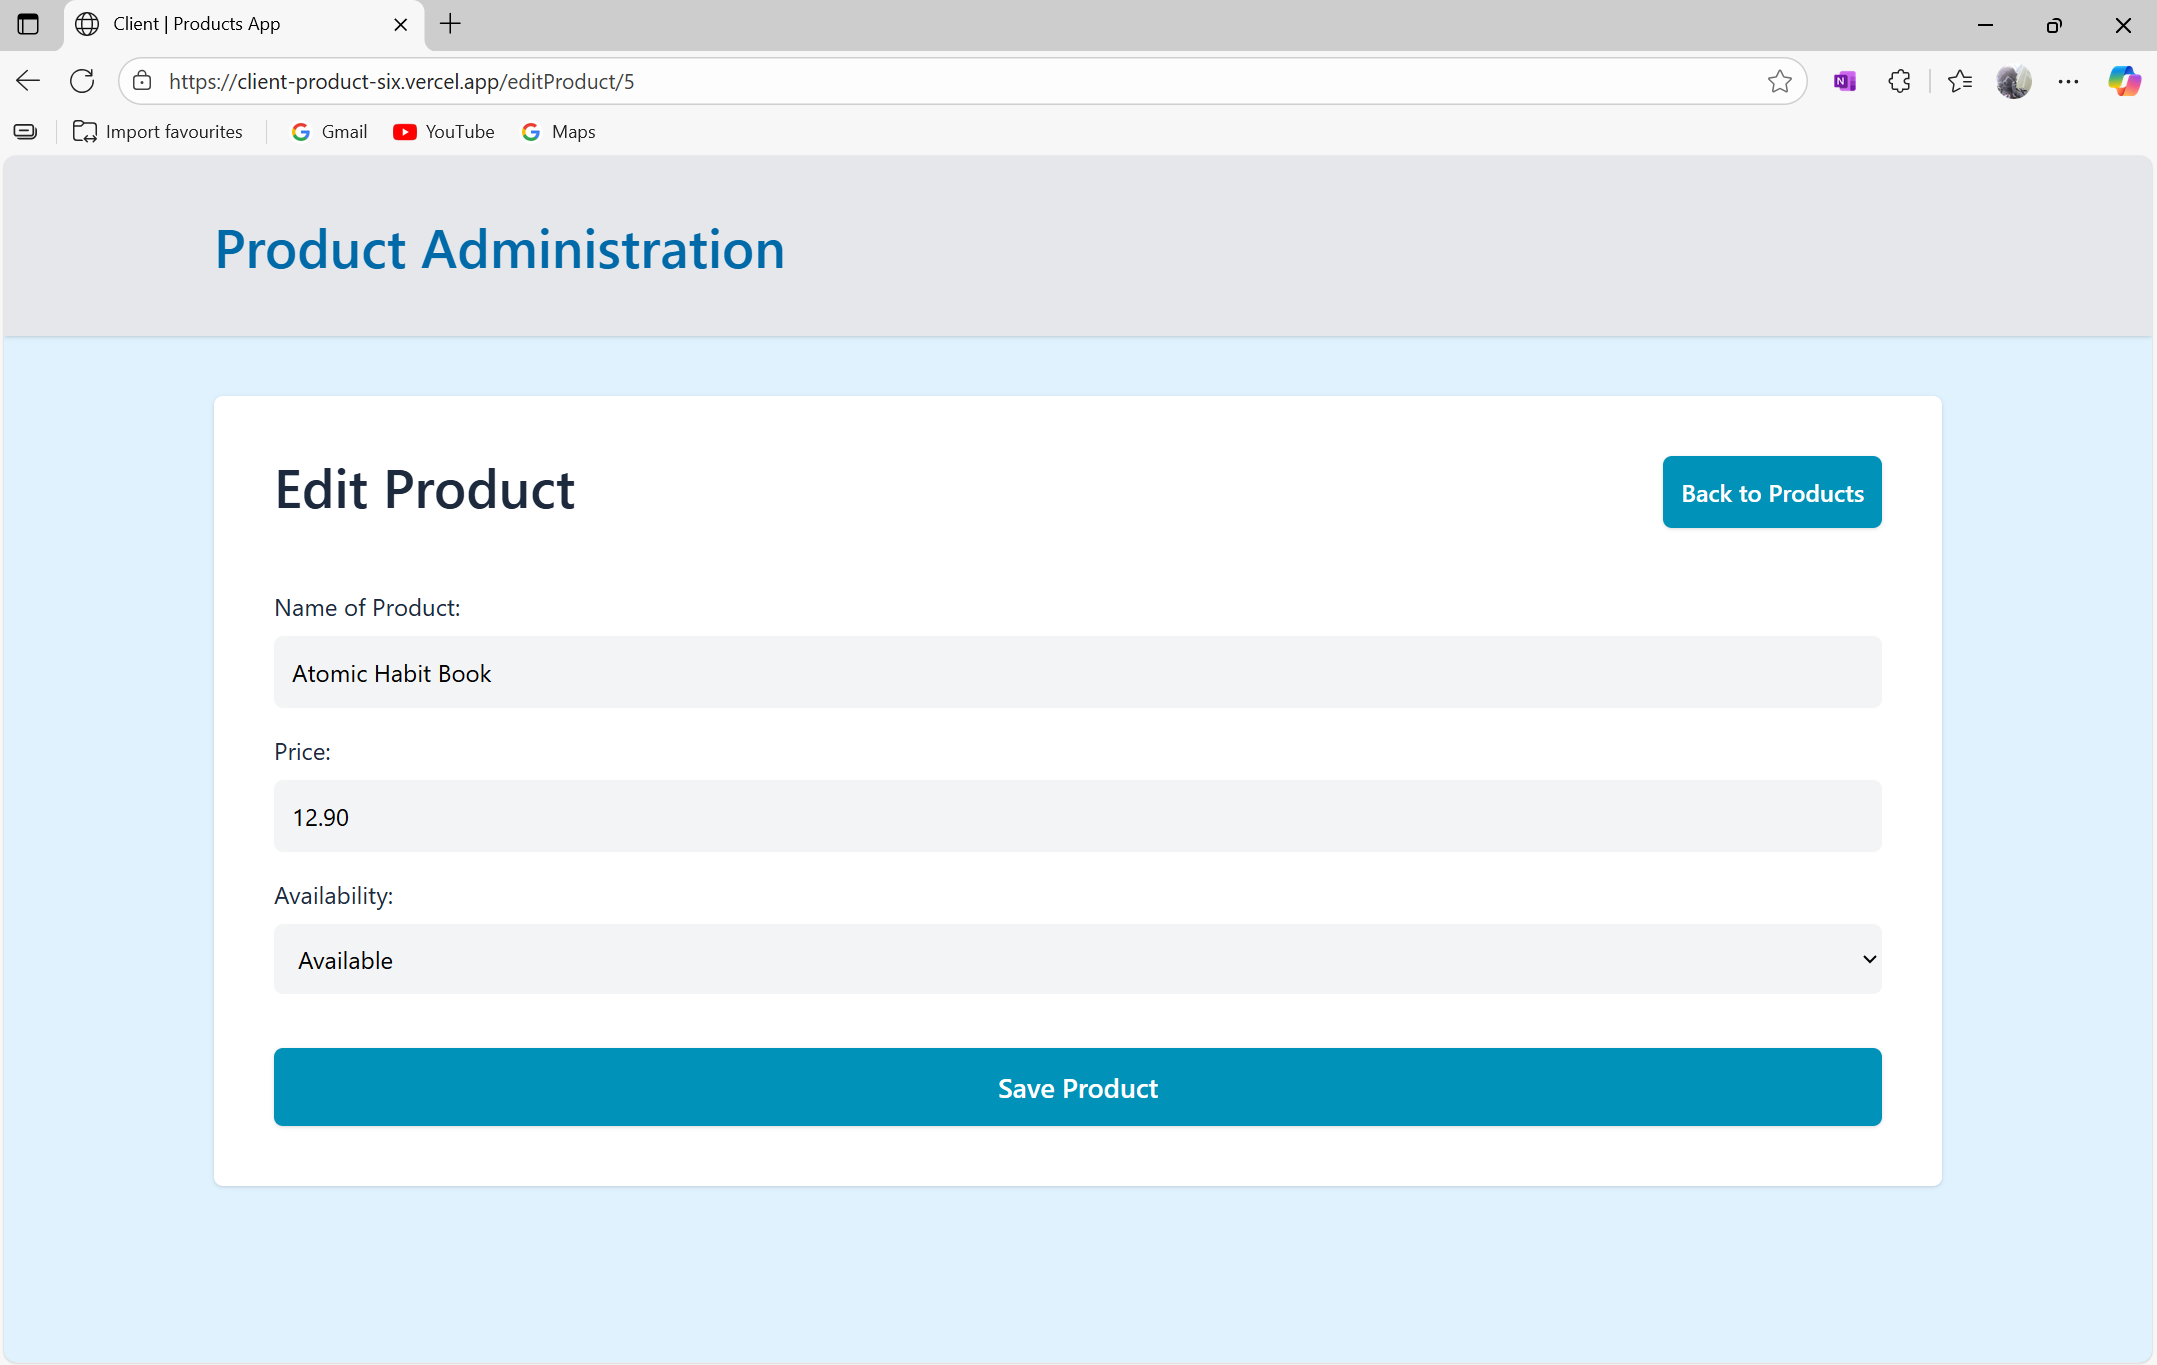 Client | Products App
https://client-product-six.vercel.app/editProduct/5
Import favourites
Gmail
YouTube
Maps
Product Administration
Edit Product
Back to Products
Name of Product:
Atomic Habit Book
Price:
12.90
Availability:
Available
Save Product